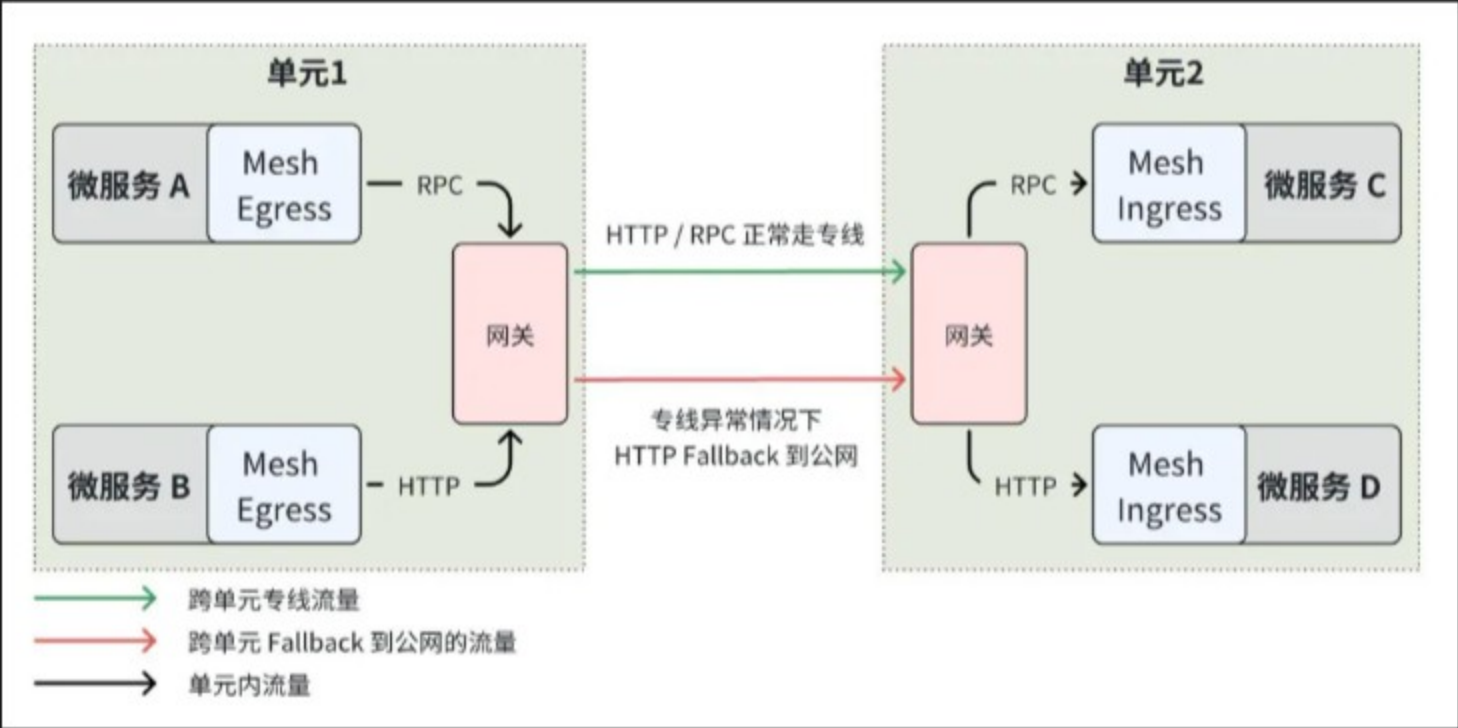 单元1
微服务 A
Mesh
Egress
RPC
网关
微服务 B
Mesh
Egress
HTTP
HTTP / RPC 正常走专线
专线异常情况下
HTTP Fallback 到公网
单元2
网关
RPC
Mesh
Ingress
微服务 C
HTTP
Mesh
Ingress
微服务 D
跨单元专线流量
跨单元 Fallback 到公网的流量
单元内流量